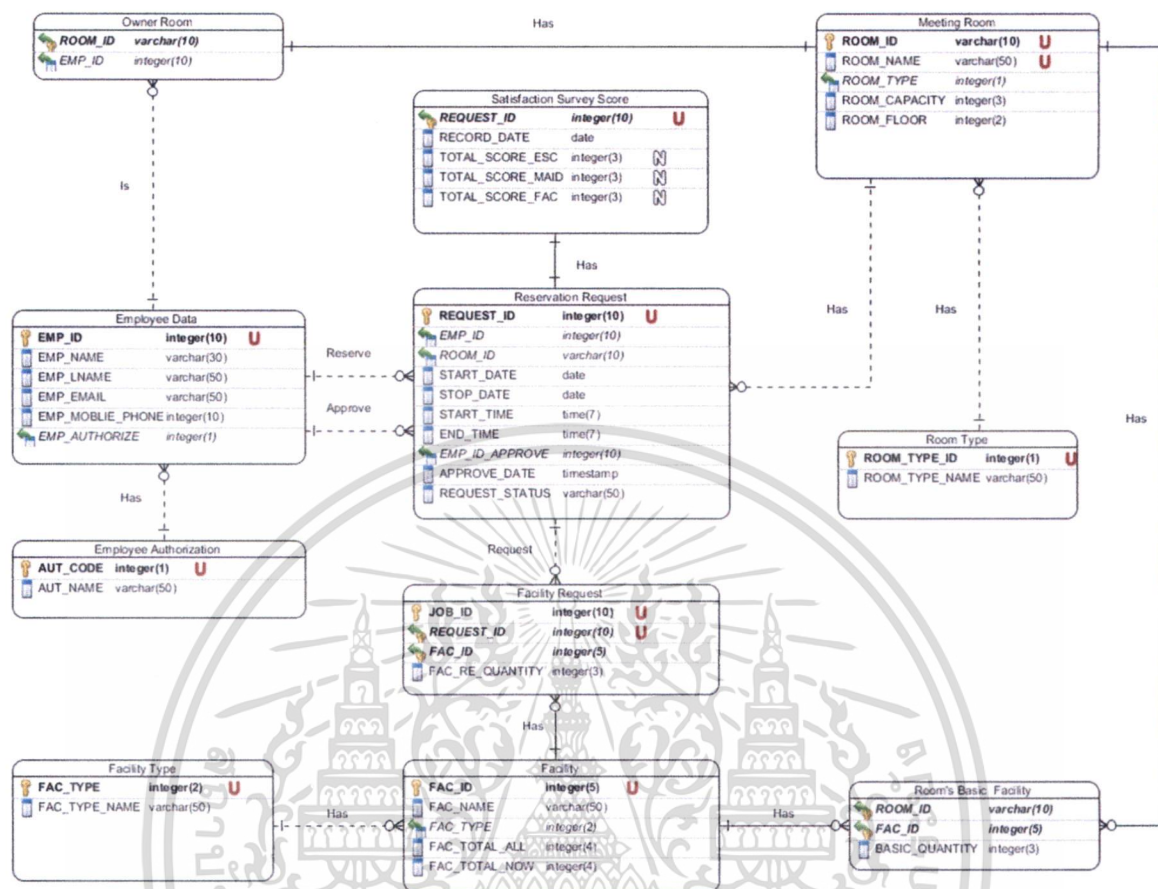 Owner Room
ROOM_ID varchar(10)
EMP_ID integer(10)
Has
Meeting Room
ROOM_ID varchar(10) U
ROOM_NAME varchar(50) U
ROOM_TYPE integer(1)
ROOM_CAPACITY integer(3)
ROOM_FLOOR integer(2)
Satisfaction Survey Score
REQUEST_ID integer(10) U
RECORD_DATE date
TOTAL_SCORE_ESC integer(3) N
TOTAL_SCORE_MAID integer(3) N
TOTAL_SCORE_FAC integer(3) N
Is
Has
Has
Has
Employee Data
EMP_ID integer(10) U
EMP_NAME varchar(30)
EMP_LNAME varchar(50)
EMP_EMAIL varchar(50)
EMP_MOBLIE_PHONE integer(10)
EMP_AUTHORIZE integer(1)
Reserve
Approve
Reservation Request
REQUEST_ID integer(10) U
EMP_ID integer(10)
ROOM_ID varchar(10)
START_DATE date
STOP_DATE date
START_TIME time(7)
END_TIME time(7)
EMP_ID_APPROVE integer(10)
APPROVE_DATE timestamp
REQUEST_STATUS varchar(50)
Has
Room Type
ROOM_TYPE_ID integer(1) U
ROOM_TYPE_NAME varchar(50)
Has
Employee Authorization
AUT_CODE integer(1) U
AUT_NAME varchar(50)
Request
Facility Request
JOB_ID integer(10) U
REQUEST_ID integer(10) U
FAC_ID integer(5)
FAC_RE_QUANTITY integer(3)
Has
Facility Type
FAC_TYPE integer(2) U
FAC_TYPE_NAME varchar(50)
Has
Facility
FAC_ID integer(5) U
FAC_NAME varchar(50)
FAC_TYPE integer(2)
FAC_TOTAL_ALL integer(4)
FAC_TOTAL_NOW integer(4)
Has
Room's Basic Facility
ROOM_ID varchar(10)
FAC_ID integer(5)
BASIC_QUANTITY integer(3)